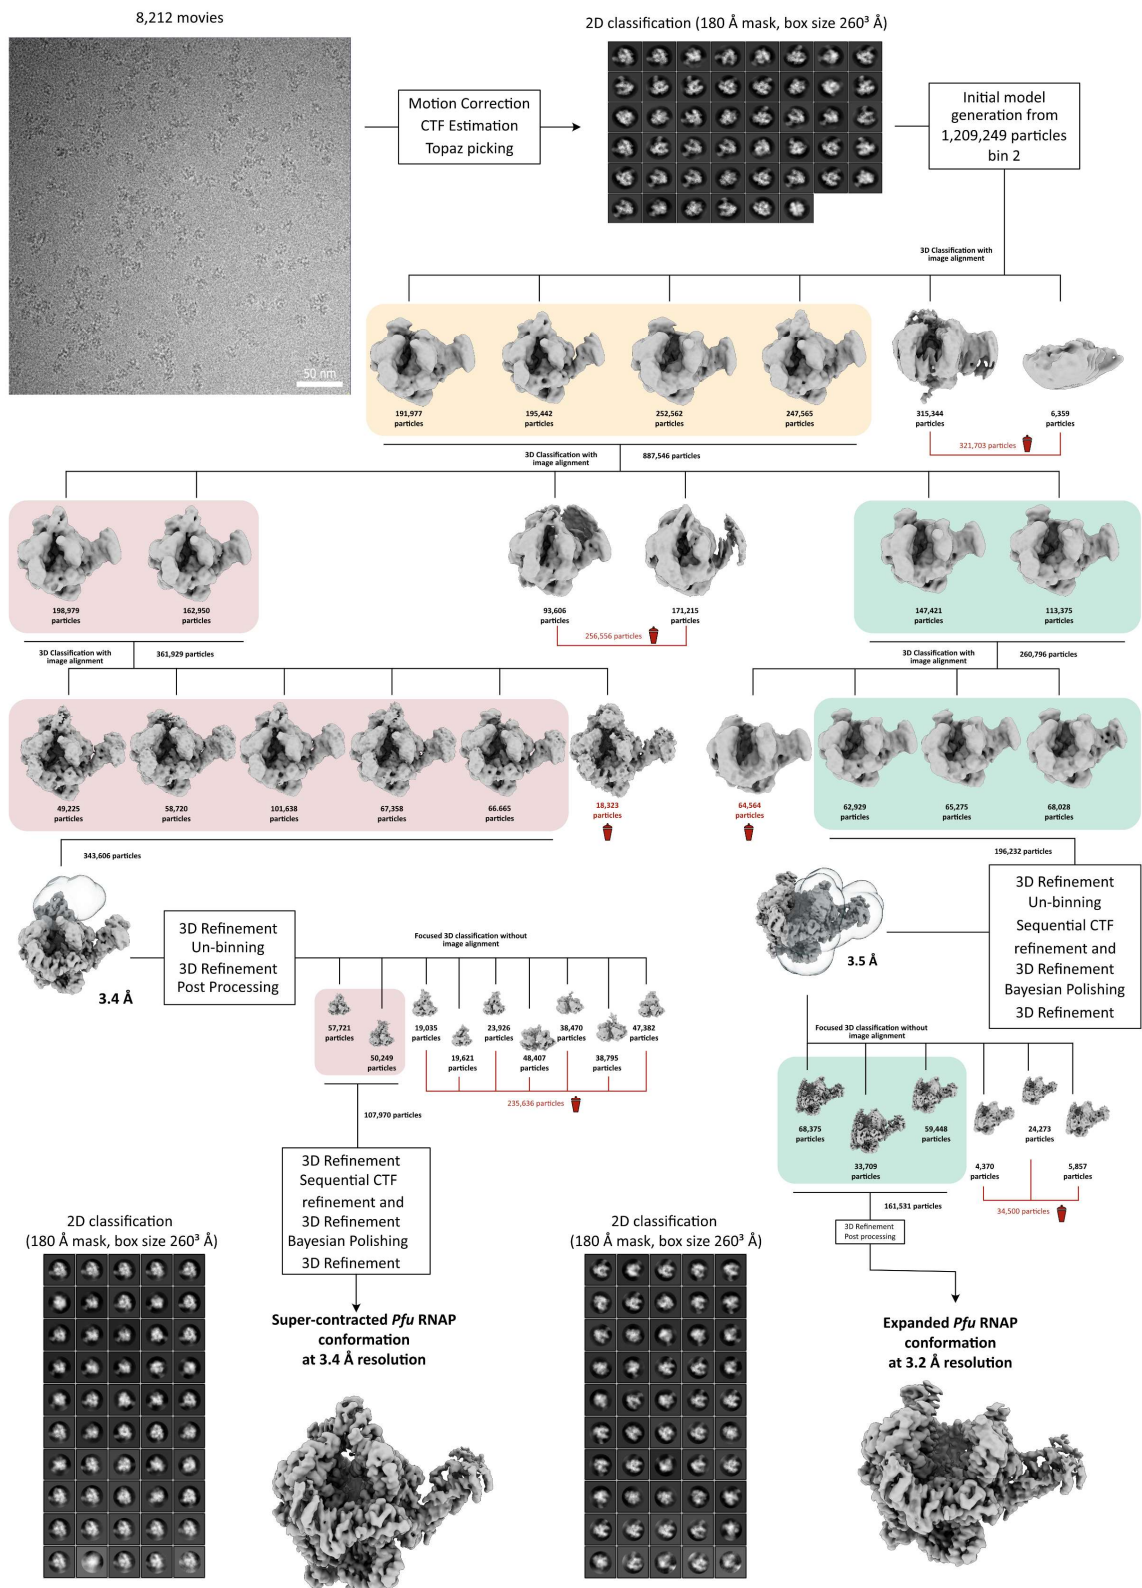 8,212 movies
50 nm
Motion Correction
CTF Estimation
Topaz picking
2D classification (180 Å mask, box size 260³ Å)
Initial model
generation from
1,209,249 particles
bin 2
3D Classification with
image alignment
191,977
particles
195,442
particles
252,562
particles
247,565
particles
315,344
particles
6,359
particles
321,703 particles
3D Classification with
image alignment
887,546 particles
198,979
particles
162,950
particles
93,606
particles
171,215
particles
256,556 particles
147,421
particles
113,375
particles
3D Classification with
image alignment
361,929 particles
3D Classification with
image alignment
260,796 particles
49,225
particles
58,720
particles
101,638
particles
67,358
particles
66.665
particles
18,323
particles
64,564
particles
62,929
particles
65,275
particles
68,028
particles
343,606 particles
196,232 particles
3.4 Å
3D Refinement
Un-binning
3D Refinement
Post Processing
Focused 3D classification without
image alignment
57,721
particles
50,249
particles
19,035
particles
19,621
particles
23,926
particles
48,407
particles
38,470
particles
38,795
particles
47,382
particles
235,636 particles
107,970 particles
3D Refinement
Sequential CTF
refinement and
3D Refinement
Bayesian Polishing
3D Refinement
Super-contracted Pfu RNAP
conformation
at 3.4 Å resolution
2D classification
(180 Å mask, box size 260³ Å)
3.5 Å
3D Refinement
Un-binning
Sequential CTF
refinement and
3D Refinement
Bayesian Polishing
3D Refinement
Focused 3D classification without
image alignment
68,375
particles
33,709
particles
59,448
particles
4,370
particles
24,273
particles
5,857
particles
34,500 particles
161,531 particles
3D Refinement
Post processing
2D classification
(180 Å mask, box size 260³ Å)
Expanded Pfu RNAP
conformation
at 3.2 Å resolution